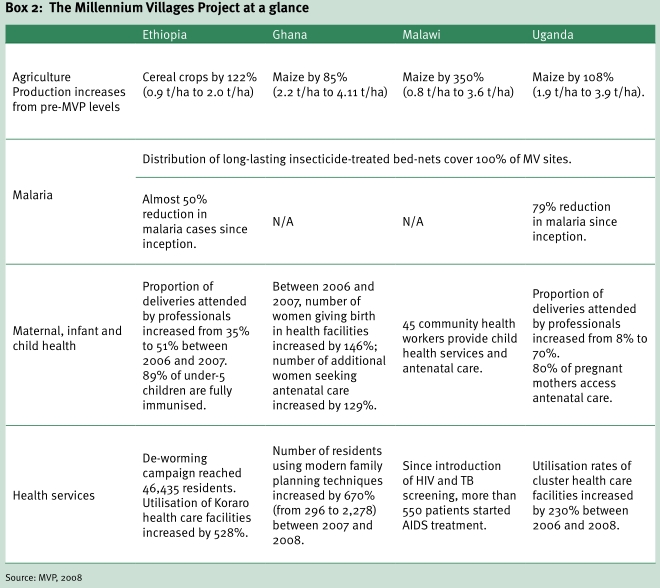 Box 2: The Millennium Villages Project at a glance
Ethiopia Ghana Malawi Uganda
Agriculture
Production increases
from pre-MVP levels
Cereal crops by 122%
(0.9 t/ha to 2.0 t/ha)
Maize by 85%
(2.2 t/ha to 4.11 t/ha)
Maize by 350%
(0.8 t/ha to 3.6 t/ha)
Maize by 108%
(1.9 t/ha to 3.9 t/ha).
Malaria
Distribution of long-lasting insecticide-treated bed-nets cover 100% of MV sites.
Almost 50%
reduction in
malaria cases since
inception.
N/A
N/A
79% reduction
in malaria since
inception.
Maternal, infant and
child health
Proportion of
deliveries attended
by professionals
increased from 35%
to 51% between
2006 and 2007.
89% of under-5
children are fully
immunised.
Between 2006 and
2007, number of
women giving birth
in health facilities
increased by 146%;
number of additional
women seeking
antenatal care
increased by 129%.
45 community health
workers provide child
health services and
antenatal care.
Proportion of
deliveries attended
by professionals
increased from 8% to
70%.
80% of pregnant
mothers access
antenatal care.
Health services
De-worming
campaign reached
46,435 residents.
Utilisation of Koraro
health care facilities
increased by 528%.
Number of residents
using modern family
planning techniques
increased by 670%
(from 296 to 2,278)
between 2007 and
2008.
Since introduction
of HIV and TB
screening, more than
550 patients started
AIDS treatment.
Utilisation rates of
cluster health care
facilities increased
by 230% between
2006 and 2008.
Source: MVP, 2008